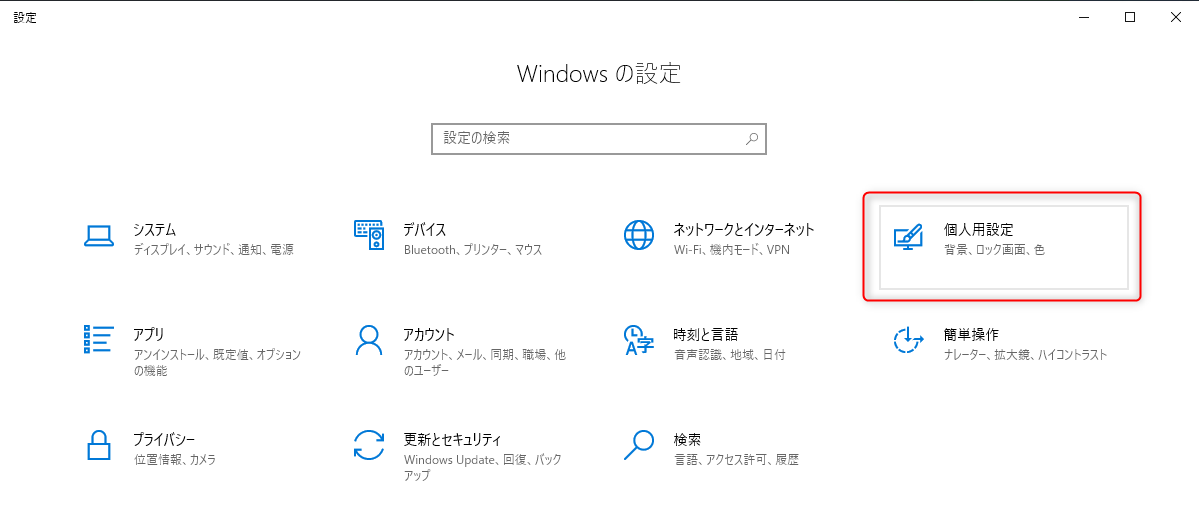 設定
Windows の設定
設定の検索
システム
ディスプレイ、サウンド、通知、電源
デバイス
Bluetooth、プリンター、マウス
ネットワークとインターネット
Wi-Fi、機内モード、VPN
個人用設定
背景、ロック画面、色
アプリ
アンインストール、既定値、オプション
の機能
アカウント
アカウント、メール、同期、職場、他
のユーザー
時刻と言語
音声認識、地域、日付
簡単操作
ナレーター、拡大鏡、ハイコントラスト
プライバシー
位置情報、カメラ
更新とセキュリティ
Windows Update、回復、バック
アップ
検索
言語、アクセス許可、履歴